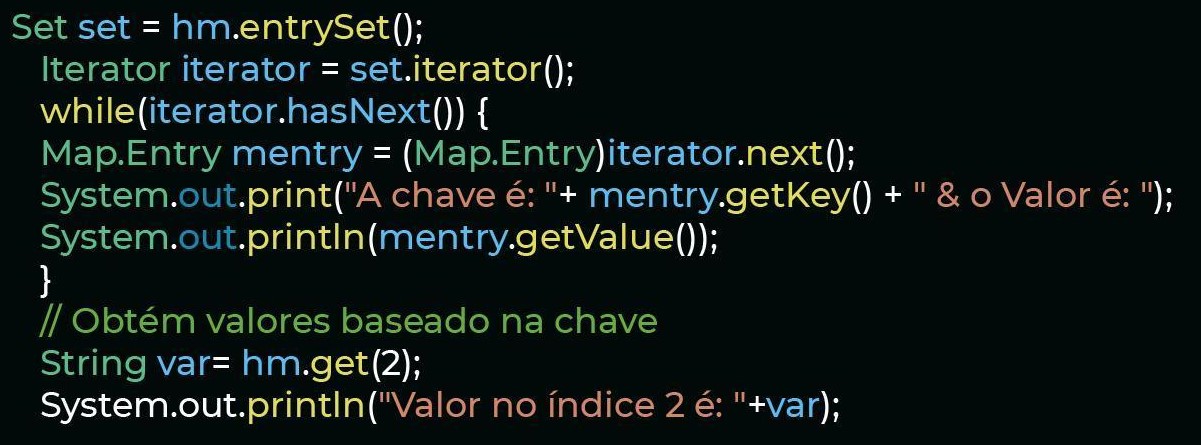 Set set = hm.entrySet();
Iterator iterator = set.iterator();
while(iterator.hasNext()) {
Map.Entry mentry = (Map.Entry)iterator.next();
System.out.print("A chave é: "+ mentry.getKey() + " & o Valor é: ");
System.out.println(mentry.getValue());
}
// Obtém valores baseado na chave
String var= hm.get(2);
System.out.println("Valor no índice 2 é: "+var);